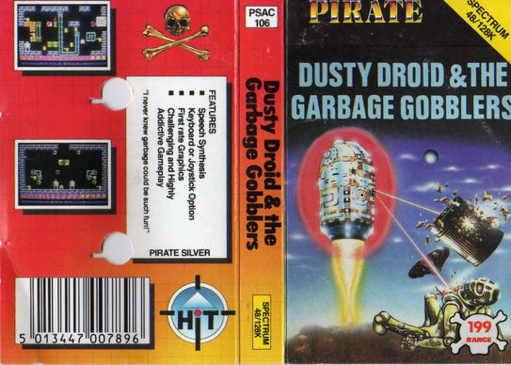 FEATURES
Speech Synthesis
Keyboard or Joystick Option
First rate Graphics
Challenging and Highly
Addictive Gameplay
"I never knew garbage could be such fun!"
PIRATE SILVER
5 013447 007896
HiT
PSAC
106
Dusty Droid & the
Garbage Gobblers
SPECTRUM
48/128K
PIRATE
SPECTRUM
48/128K
DUSTY DROID & THE
GARBAGE GOBBLERS
199
RANGE